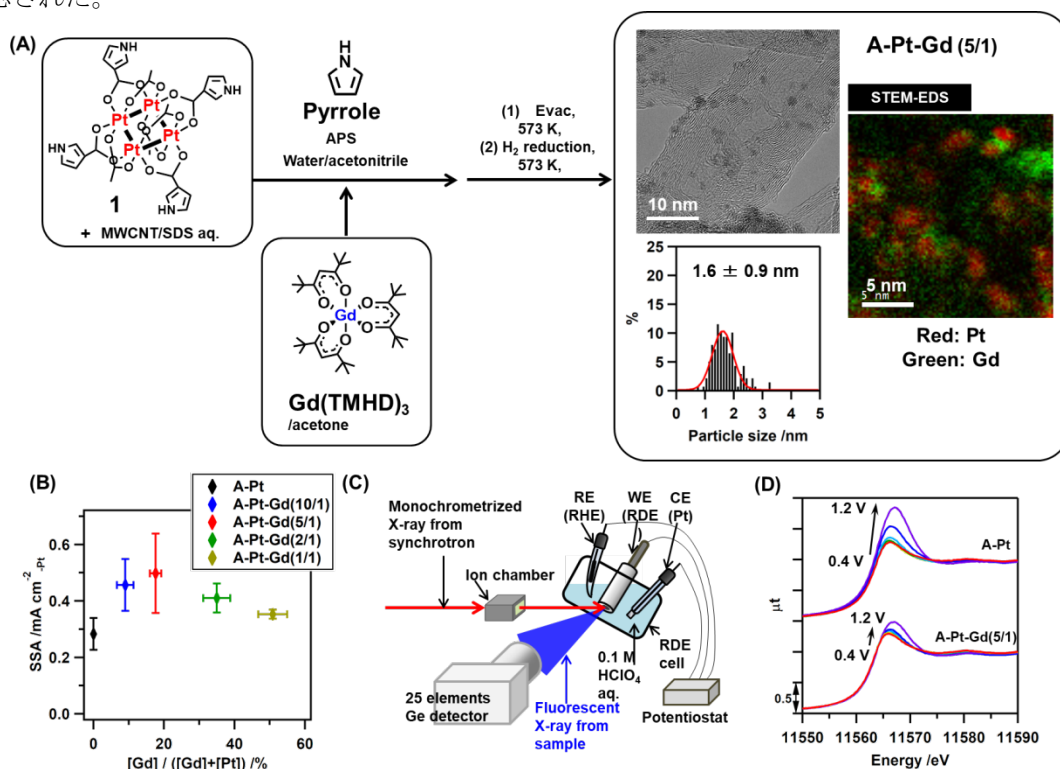 応された。
(A)
NH
NH
HN
HN
Pt
Pt
Pt
Pt
O
1
+ MWCNT/SDS aq.
H
N
Pyrrole
APS
Water/acetonitrile
Gd
Gd(TMHD)3
/acetone
(1) Evac,
573 K,
(2) H2 reduction,
573 K,
A-Pt-Gd (5/1)
10 nm
STEM-EDS
5 nm
5 nm
Red: Pt
Green: Gd
25
20
15
10
5
0
%
1.6 ± 0.9 nm
0 1 2 3 4 5
Particle size /nm
(B)
A-Pt
A-Pt-Gd(10/1)
A-Pt-Gd(5/1)
A-Pt-Gd(2/1)
A-Pt-Gd(1/1)
SSA /mA cm-2-Pt
0.6
0.4
0.2
0.0
0 20 40 60
[Gd] / ([Gd]+[Pt]) /%
(C)
RE
(RHE)
WE
(RDE
)
CE
(Pt)
Monochrometrized
X-ray from
synchrotron
Ion chamber
25 elements
Ge detector
Fluorescent
X-ray from
sample
0.1 M
HClO4
aq.
RDE
cell
Potentiostat
(D)
1.2 V
0.4 V
A-Pt
1.2 V
0.4 V
A-Pt-Gd(5/1)
μt
0.5
11550 11560 11570 11580 11590
Energy /eV